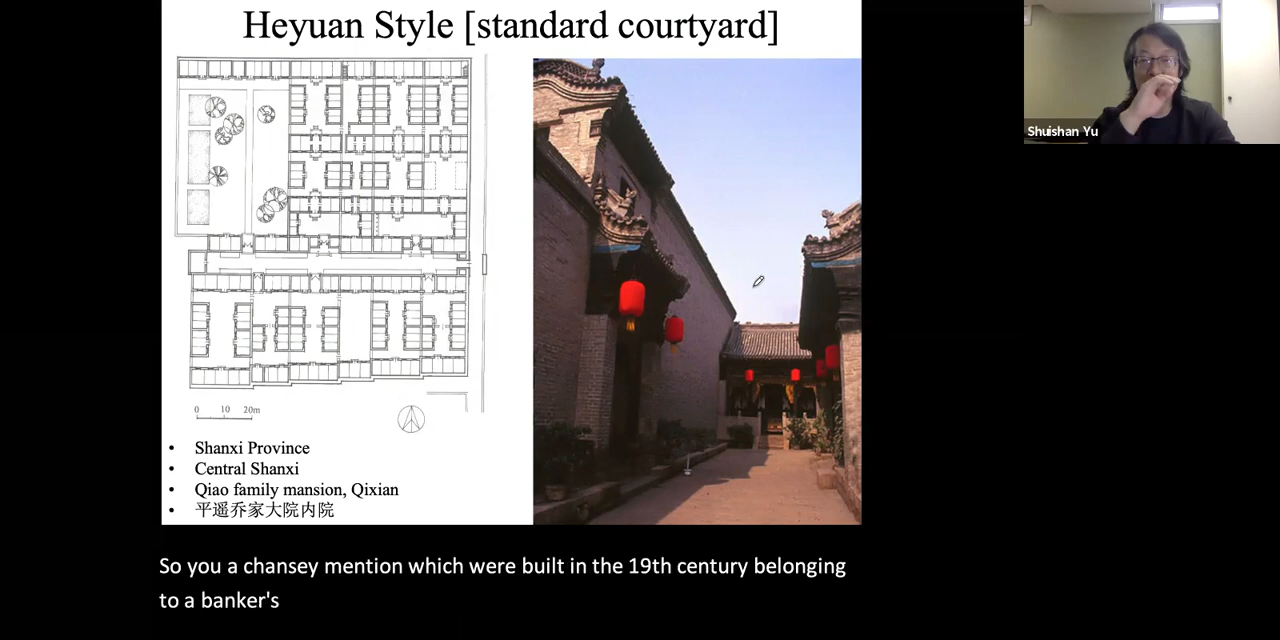 Heyuan Style [standard courtyard]
Shuishan Yu
0 10 20m
• Shanxi Province
• Central Shanxi
• Qiao family mansion, Qixian
• 平遥乔家大院内院
So you a chansey mention which were built in the 19th century belonging
to a banker's